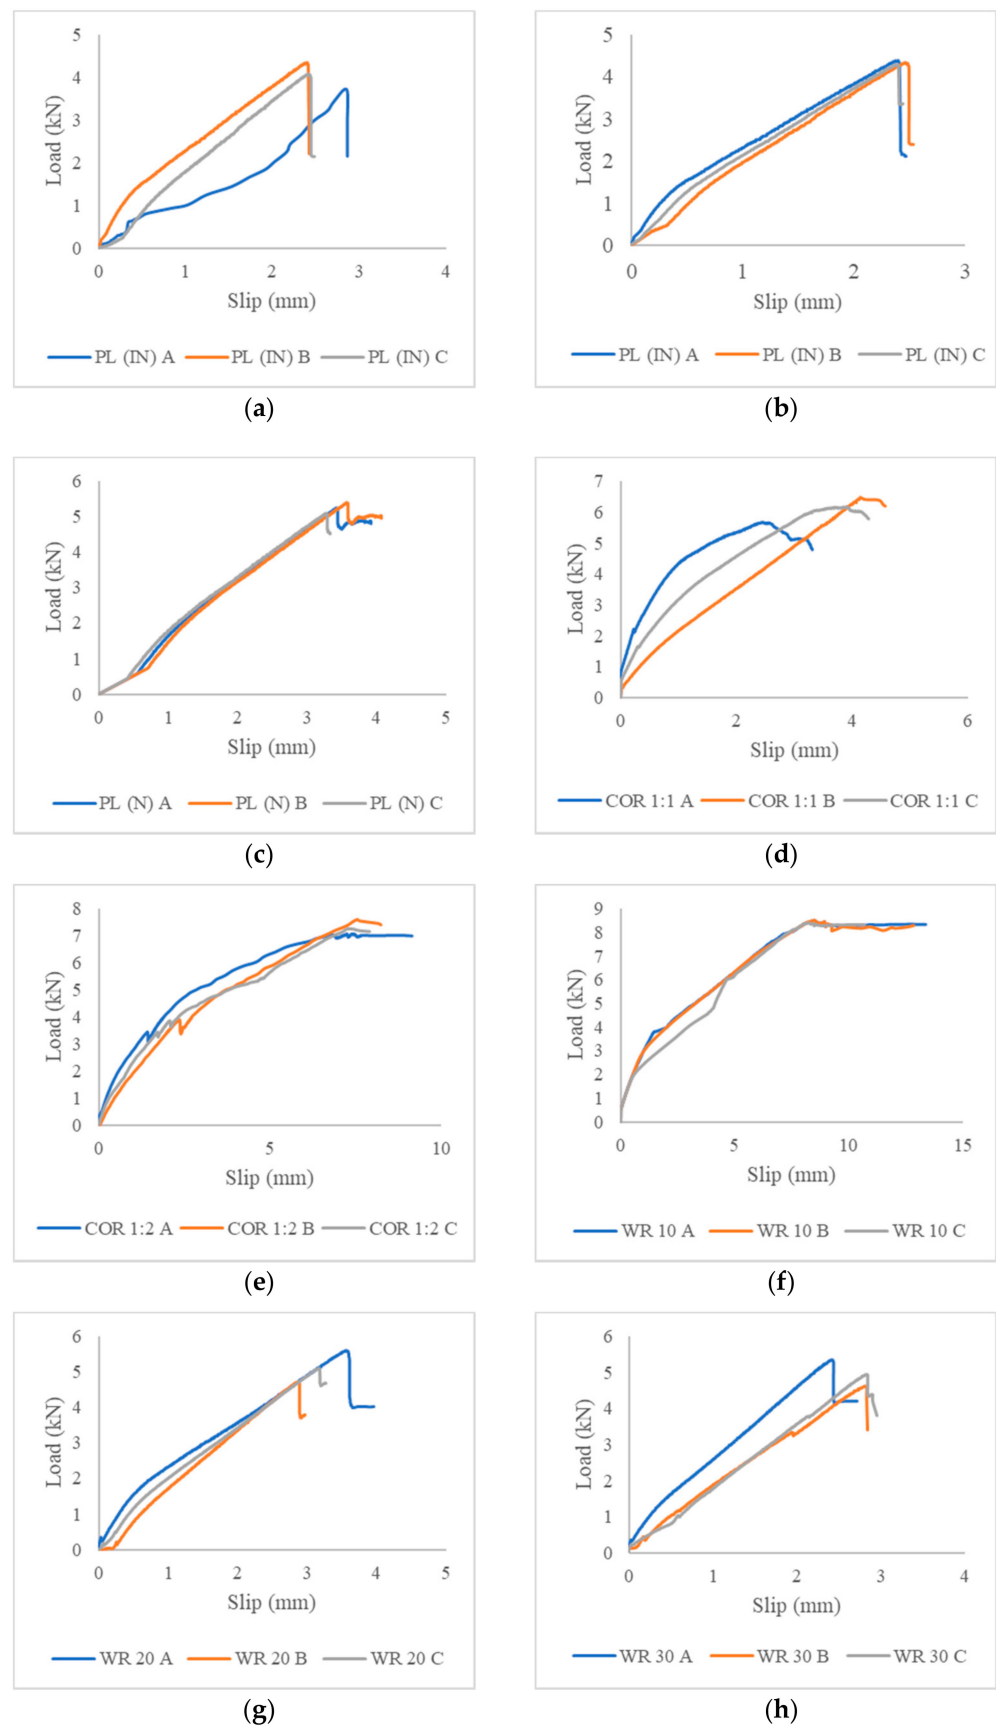 5
4
3
2
1
0
Load (kN)
0 1 2 3 4
Slip (mm)
PL (IN) A PL (IN) B PL (IN) C
(a)
5
4
3
2
1
0
Load (kN)
0 1 2 3
Slip (mm)
PL (IN) A PL (IN) B PL (IN) C
(b)
6
5
4
3
2
1
0
Load (kN)
0 1 2 3 4 5
Slip (mm)
PL (N) A PL (N) B PL (N) C
(c)
7
6
5
4
3
2
1
0
Load (kN)
0 2 4 6
Slip (mm)
COR 1:1 A COR 1:1 B COR 1:1 C
(d)
8
7
6
5
4
3
2
1
0
Load (kN)
0 5 10
Slip (mm)
COR 1:2 A COR 1:2 B COR 1:2 C
(e)
9
8
7
6
5
4
3
2
1
0
Load (kN)
0 5 10 15
Slip (mm)
WR 10 A WR 10 B WR 10 C
(f)
6
5
4
3
2
1
0
Load (kN)
0 1 2 3 4 5
Slip (mm)
WR 20 A WR 20 B WR 20 C
(g)
6
5
4
3
2
1
0
Load (kN)
0 1 2 3 4
Slip (mm)
WR 30 A WR 30 B WR 30 C
(h)